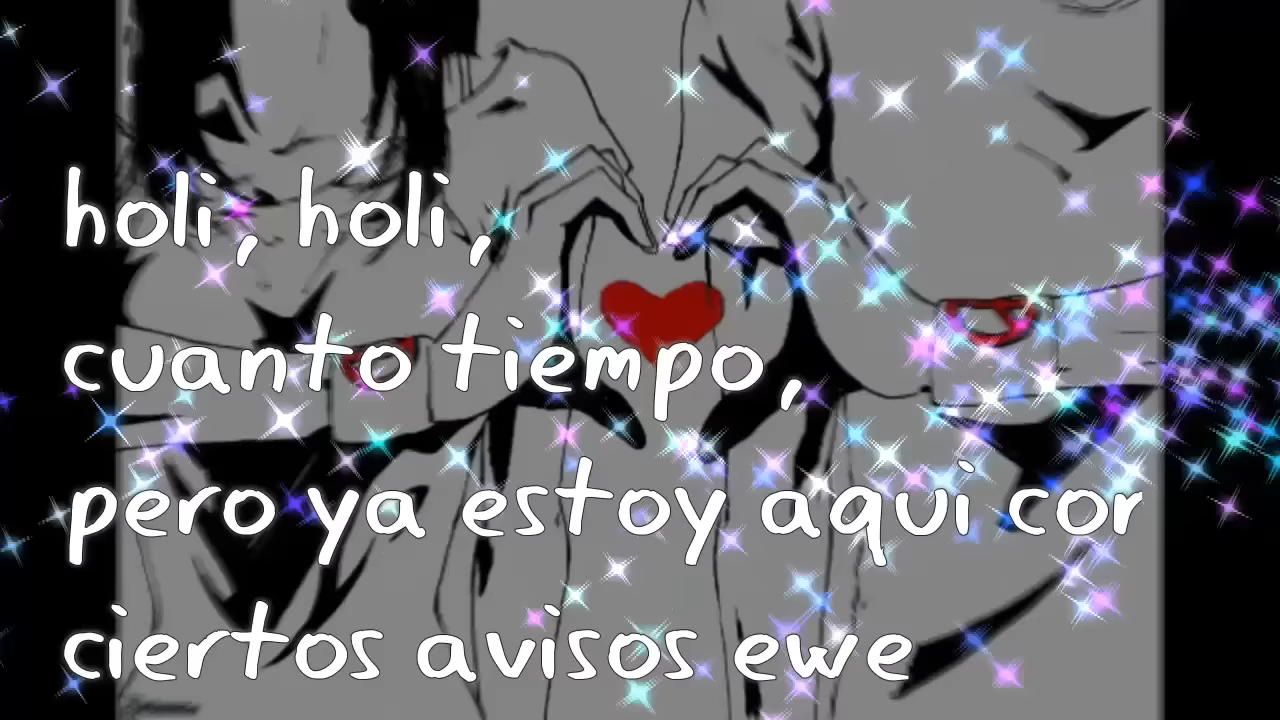 holi, holi,
cuanto tiempo,
pero ya estoy aqui cor
ciertos avisos ewe